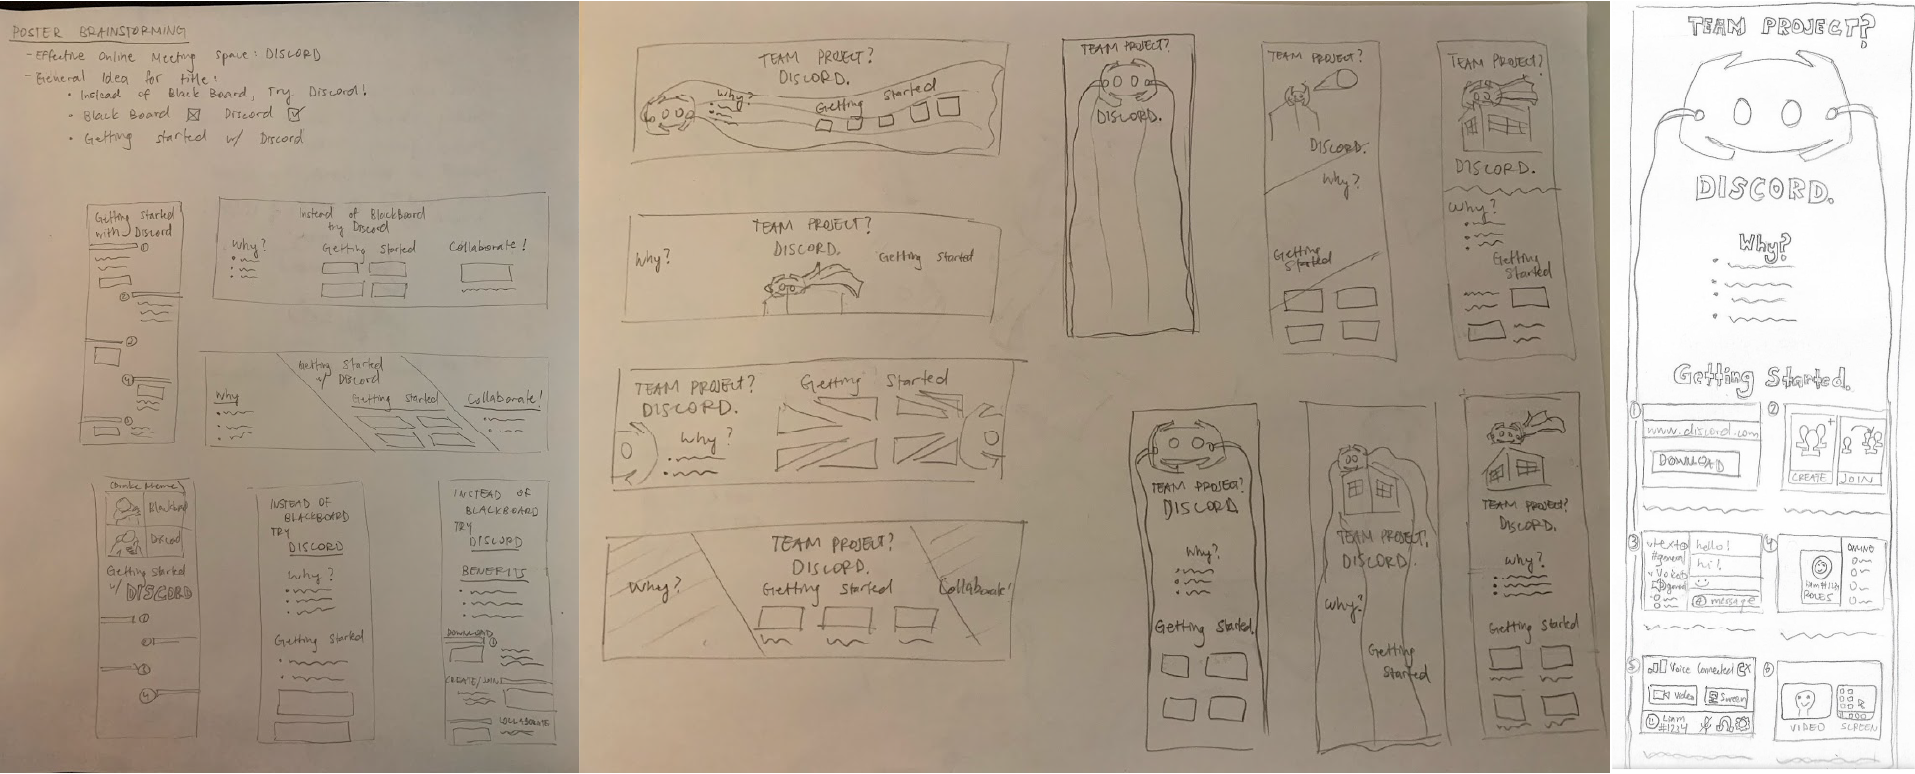 POSTER BRAINSTORMING
- Effective Online Meeting Space: DISCORD
- General Idea for title:
• Instead of Black Board, Try Discord!
• Black Board ☒ Discord ☑
• Getting started w/ Discord
Getting Started
with Discord
①
②
③
④
Instead of BlackBoard
try Discord
Why?
Getting Started
Collaborate!
Getting Started
w/ Discord
Why
Getting Started
Collaborate!
Blackboard
Discord
Getting Started
w/ DISCORD
①
②
③
④
INSTEAD OF
BLACKBOARD
TRY
DISCORD
Why?
Getting Started
INSTEAD OF
BLACKBOARD
TRY
DISCORD
BENEFITS
DOWNLOAD
①
CREATE/JOIN
COLLABORATE
TEAM PROJECT?
DISCORD.
Why?
Getting Started
TEAM PROJECT?
DISCORD.
Why?
Getting Started
TEAM PROJECT?
DISCORD.
Why?
Getting Started
TEAM PROJECT?
DISCORD.
Why?
Getting Started
Collaborate!
TEAM PROJECT?
DISCORD.
TEAM PROJECT?
DISCORD.
Why?
Getting
Started
TEAM PROJECT?
DISCORD.
Why?
Getting
Started
TEAM PROJECT?
DISCORD
Why?
Getting Started
TEAM PROJECT.
DISCORD.
Why?
Getting
Started
TEAM PROJECT?
DISCORD.
Why?
Getting Started
TEAM PROJECT?
DISCORD.
Why?
Getting Started.
①
www.discord.com
DOWNLOAD
②
CREATE JOIN
③
text
#general
Voice
general
hello!
hi!
message
④
ONLINE
ROLES
⑤
Voice Connected
Video
Screen
Liam
#1234
⑥
VIDEO SCREEN